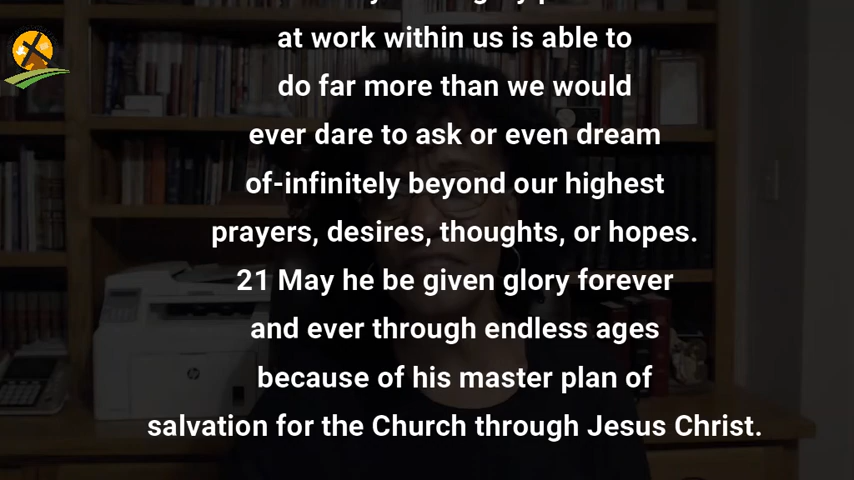 at work within us is able to
do far more than we would
ever dare to ask or even dream
of-infinitely beyond our highest
prayers, desires, thoughts, or hopes.
21 May he be given glory forever
and ever through endless ages
because of his master plan of
salvation for the Church through Jesus Christ.
hp